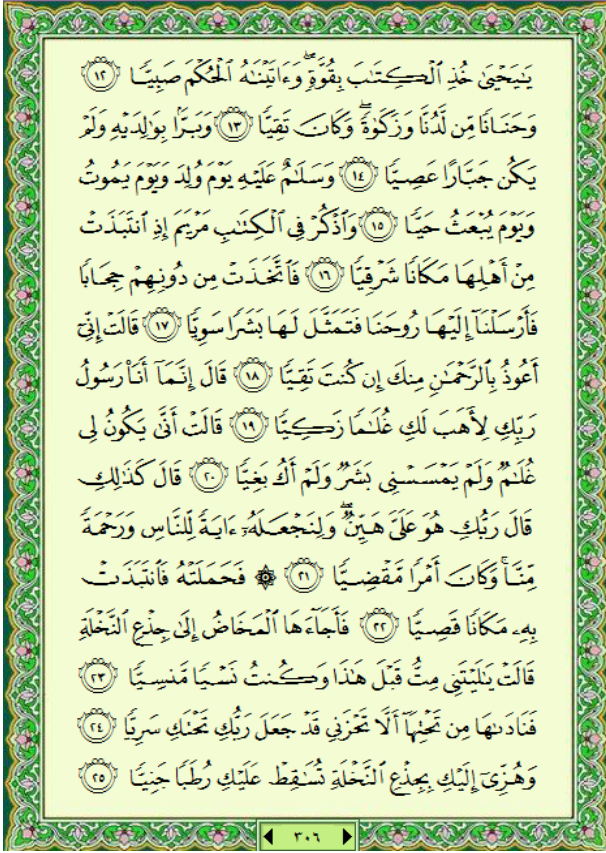 يَـٰيَحْيَىٰ خُذِ ٱلْكِتَـٰبَ بِقُوَّةٍۢ ۖ وَءَاتَيْنَـٰهُ ٱلْحُكْمَ صَبِيًّۭا ١٢
وَحَنَانًۭا مِّن لَّدُنَّا وَزَكَوٰةًۭ ۖ وَكَانَ تَقِيًّۭا ١٣ وَبَرًّۢا بِوَٰلِدَيْهِ وَلَمْ
يَكُن جَبَّارًا عَصِيًّۭا ١٤ وَسَلَـٰمٌ عَلَيْهِ يَوْمَ وُلِدَ وَيَوْمَ يَمُوتُ
وَيَوْمَ يُبْعَثُ حَيًّۭا ١٥ وَٱذْكُرْ فِى ٱلْكِتَـٰبِ مَرْيَمَ إِذِ ٱنتَبَذَتْ
مِنْ أَهْلِهَا مَكَانًۭا شَرْقِيًّۭا ١٦ فَٱتَّخَذَتْ مِن دُونِهِمْ حِجَابًۭا
فَأَرْسَلْنَآ إِلَيْهَا رُوحَنَا فَتَمَثَّلَ لَهَا بَشَرًۭا سَوِيًّۭا ١٧ قَالَتْ إِنِّىٓ
أَعُوذُ بِٱلرَّحْمَـٰنِ مِنكَ إِن كُنتَ تَقِيًّۭا ١٨ قَالَ إِنَّمَآ أَنَا۠ رَسُولُ
رَبِّكِ لِأَهَبَ لَكِ غُلَـٰمًۭا زَكِيًّۭا ١٩ قَالَتْ أَنَّىٰ يَكُونُ لِى
غُلَـٰمٌۭ وَلَمْ يَمْسَسْنِى بَشَرٌۭ وَلَمْ أَكُ بَغِيًّۭا ٢٠ قَالَ كَذَٰلِكِ
قَالَ رَبُّكِ هُوَ عَلَىَّ هَيِّنٌۭ ۖ وَلِنَجْعَلَهُۥٓ ءَايَةًۭ لِّلنَّاسِ وَرَحْمَةًۭ
مِّنَّا ۚ وَكَانَ أَمْرًۭا مَّقْضِيًّۭا ٢١ ۞ فَحَمَلَتْهُ فَٱنتَبَذَتْ
بِهِۦ مَكَانًۭا قَصِيًّۭا ٢٢ فَأَجَآءَهَا ٱلْمَخَاضُ إِلَىٰ جِذْعِ ٱلنَّخْلَةِ
قَالَتْ يَـٰلَيْتَنِى مِتُّ قَبْلَ هَـٰذَا وَكُنتُ نَسْيًۭا مَّنسِيًّۭا ٢٣
فَنَادَىٰهَا مِن تَحْتِهَآ أَلَّا تَحْزَنِى قَدْ جَعَلَ رَبُّكِ تَحْتَكِ سَرِيًّۭا ٢٤
وَهُزِّىٓ إِلَيْكِ بِجِذْعِ ٱلنَّخْلَةِ تُسَـٰقِطْ عَلَيْكِ رُطَبًۭا جَنِيًّۭا ٢٥
٣٠٦